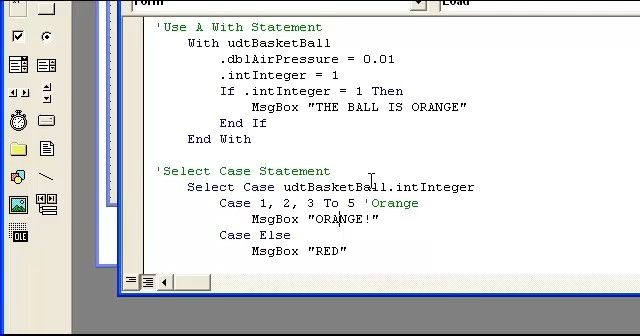 Form
Load
'Use A With Statement
With udtBasketBall
.dblAirPressure = 0.01
.intInteger = 1
If .intInteger = 1 Then
MsgBox "THE BALL IS ORANGE"
End If
End With
'Select Case Statement
Select Case udtBasketBall.intInteger
Case 1, 2, 3 To 5 'Orange
MsgBox "ORANGE!"
Case Else
MsgBox "RED"
OLE